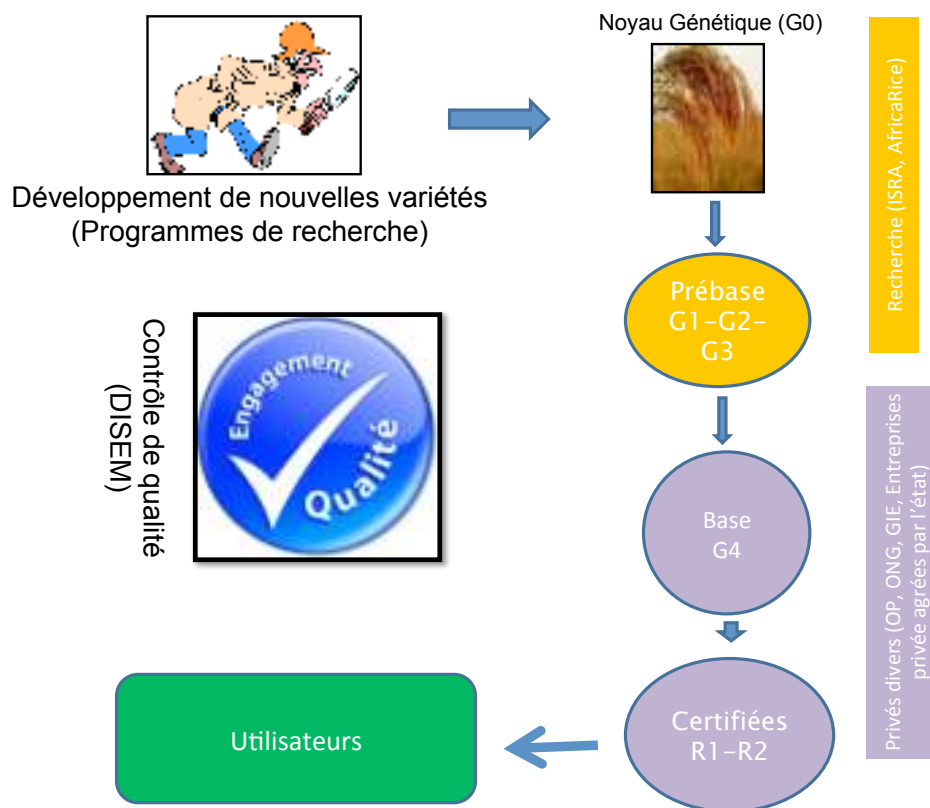 Noyau Génétique (G0)
Développement de nouvelles variétés
(Programmes de recherche)
Recherche (ISRA, AfricaRice)
Prébase
G1–G2–
G3
Contrôle de qualité
(DISEM)
Engagement
Qualité
Base
G4
Privés divers (OP, ONG, GIE, Entreprises
privée agrées par l'état)
Certifiées
R1–R2
Utilisateurs